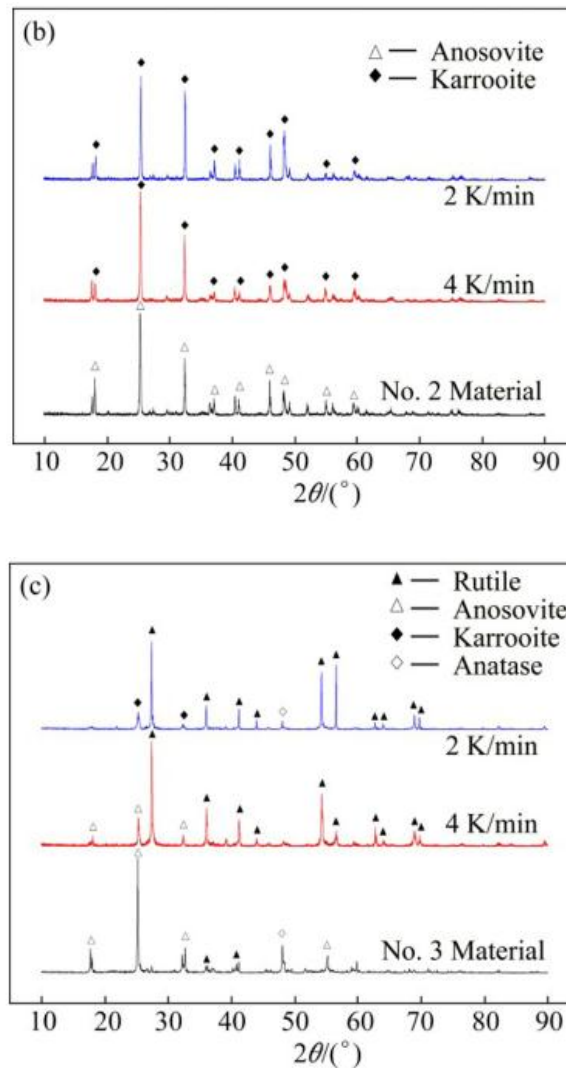 (b)
△ — Anosovite
◆ — Karrooite
2 K/min
4 K/min
No. 2 Material
10 20 30 40 50 60 70 80 90
2θ/(°)
(c)
▲ — Rutile
△ — Anosovite
◆ — Karrooite
◇ — Anatase
2 K/min
4 K/min
No. 3 Material
10 20 30 40 50 60 70 80 90
2θ/(°)